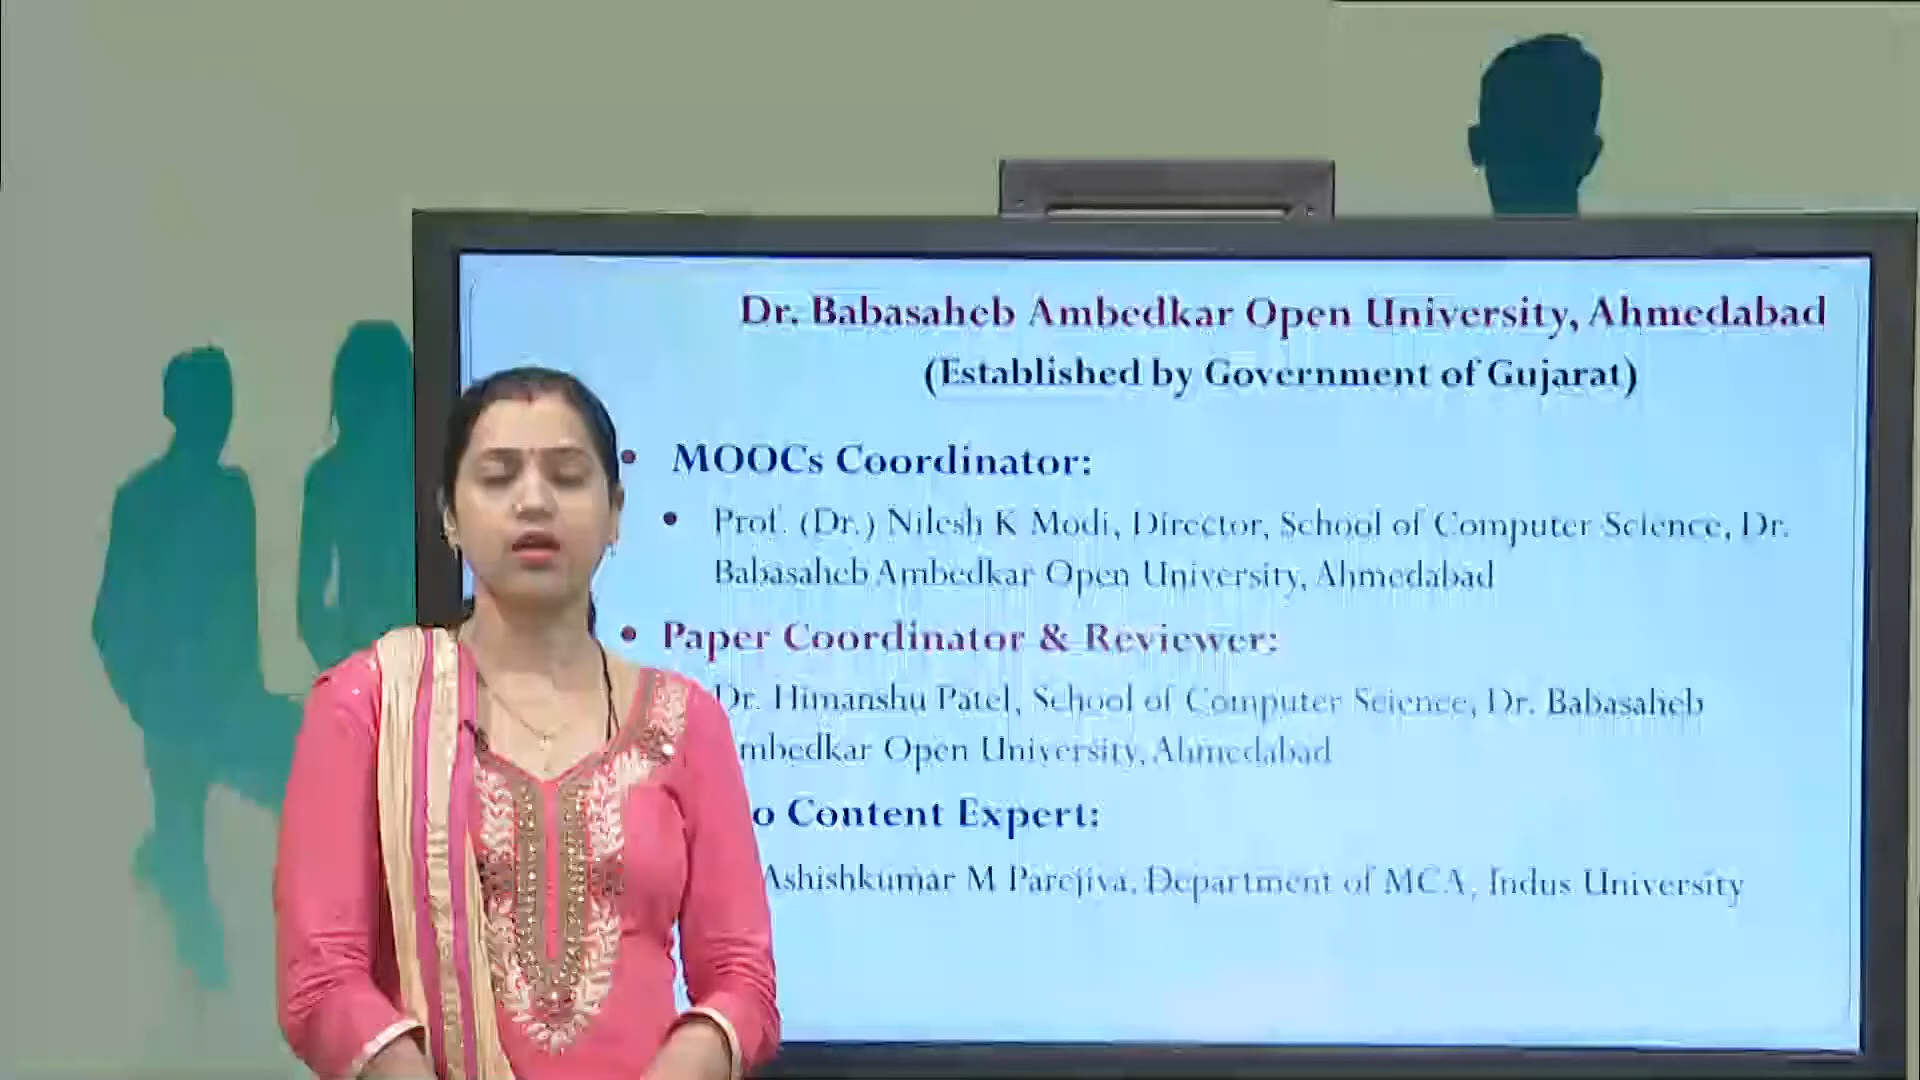 Dr. Babasaheb Ambedkar Open University, Ahmedabad
(Established by Government of Gujarat)
• MOOCs Coordinator:
• Prof. (Dr.) Nilesh K Modi, Director, School of Computer Science, Dr.
Babasaheb Ambedkar Open University, Ahmedabad
• Paper Coordinator & Reviewer:
Dr. Himanshu Patel, School of Computer Science, Dr. Babasaheb
mbedkar Open University, Ahmedabad
o Content Expert:
Ashishkumar M Parejiya, Department of MCA, Indus University